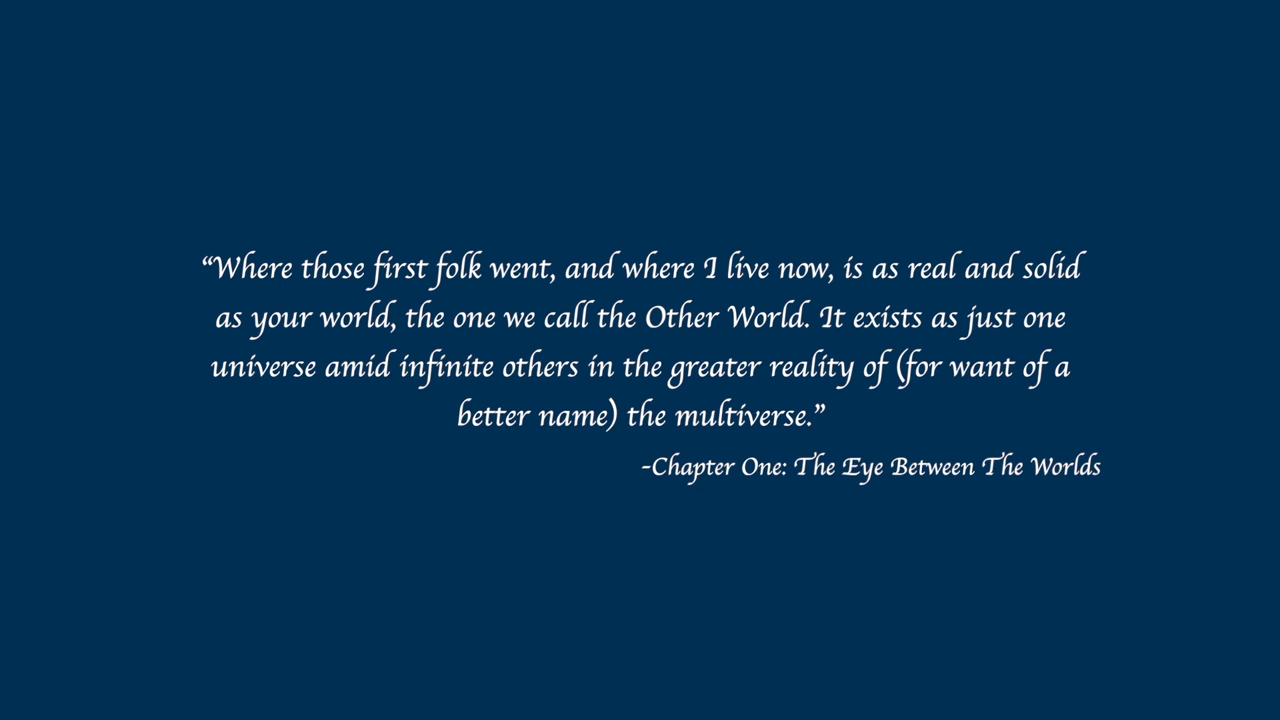 “Where those first folk went, and where I live now, is as real and solid
as your world, the one we call the Other World. It exists as just one
universe amid infinite others in the greater reality of (for want of a
better name) the multiverse.”
-Chapter One: The Eye Between The Worlds